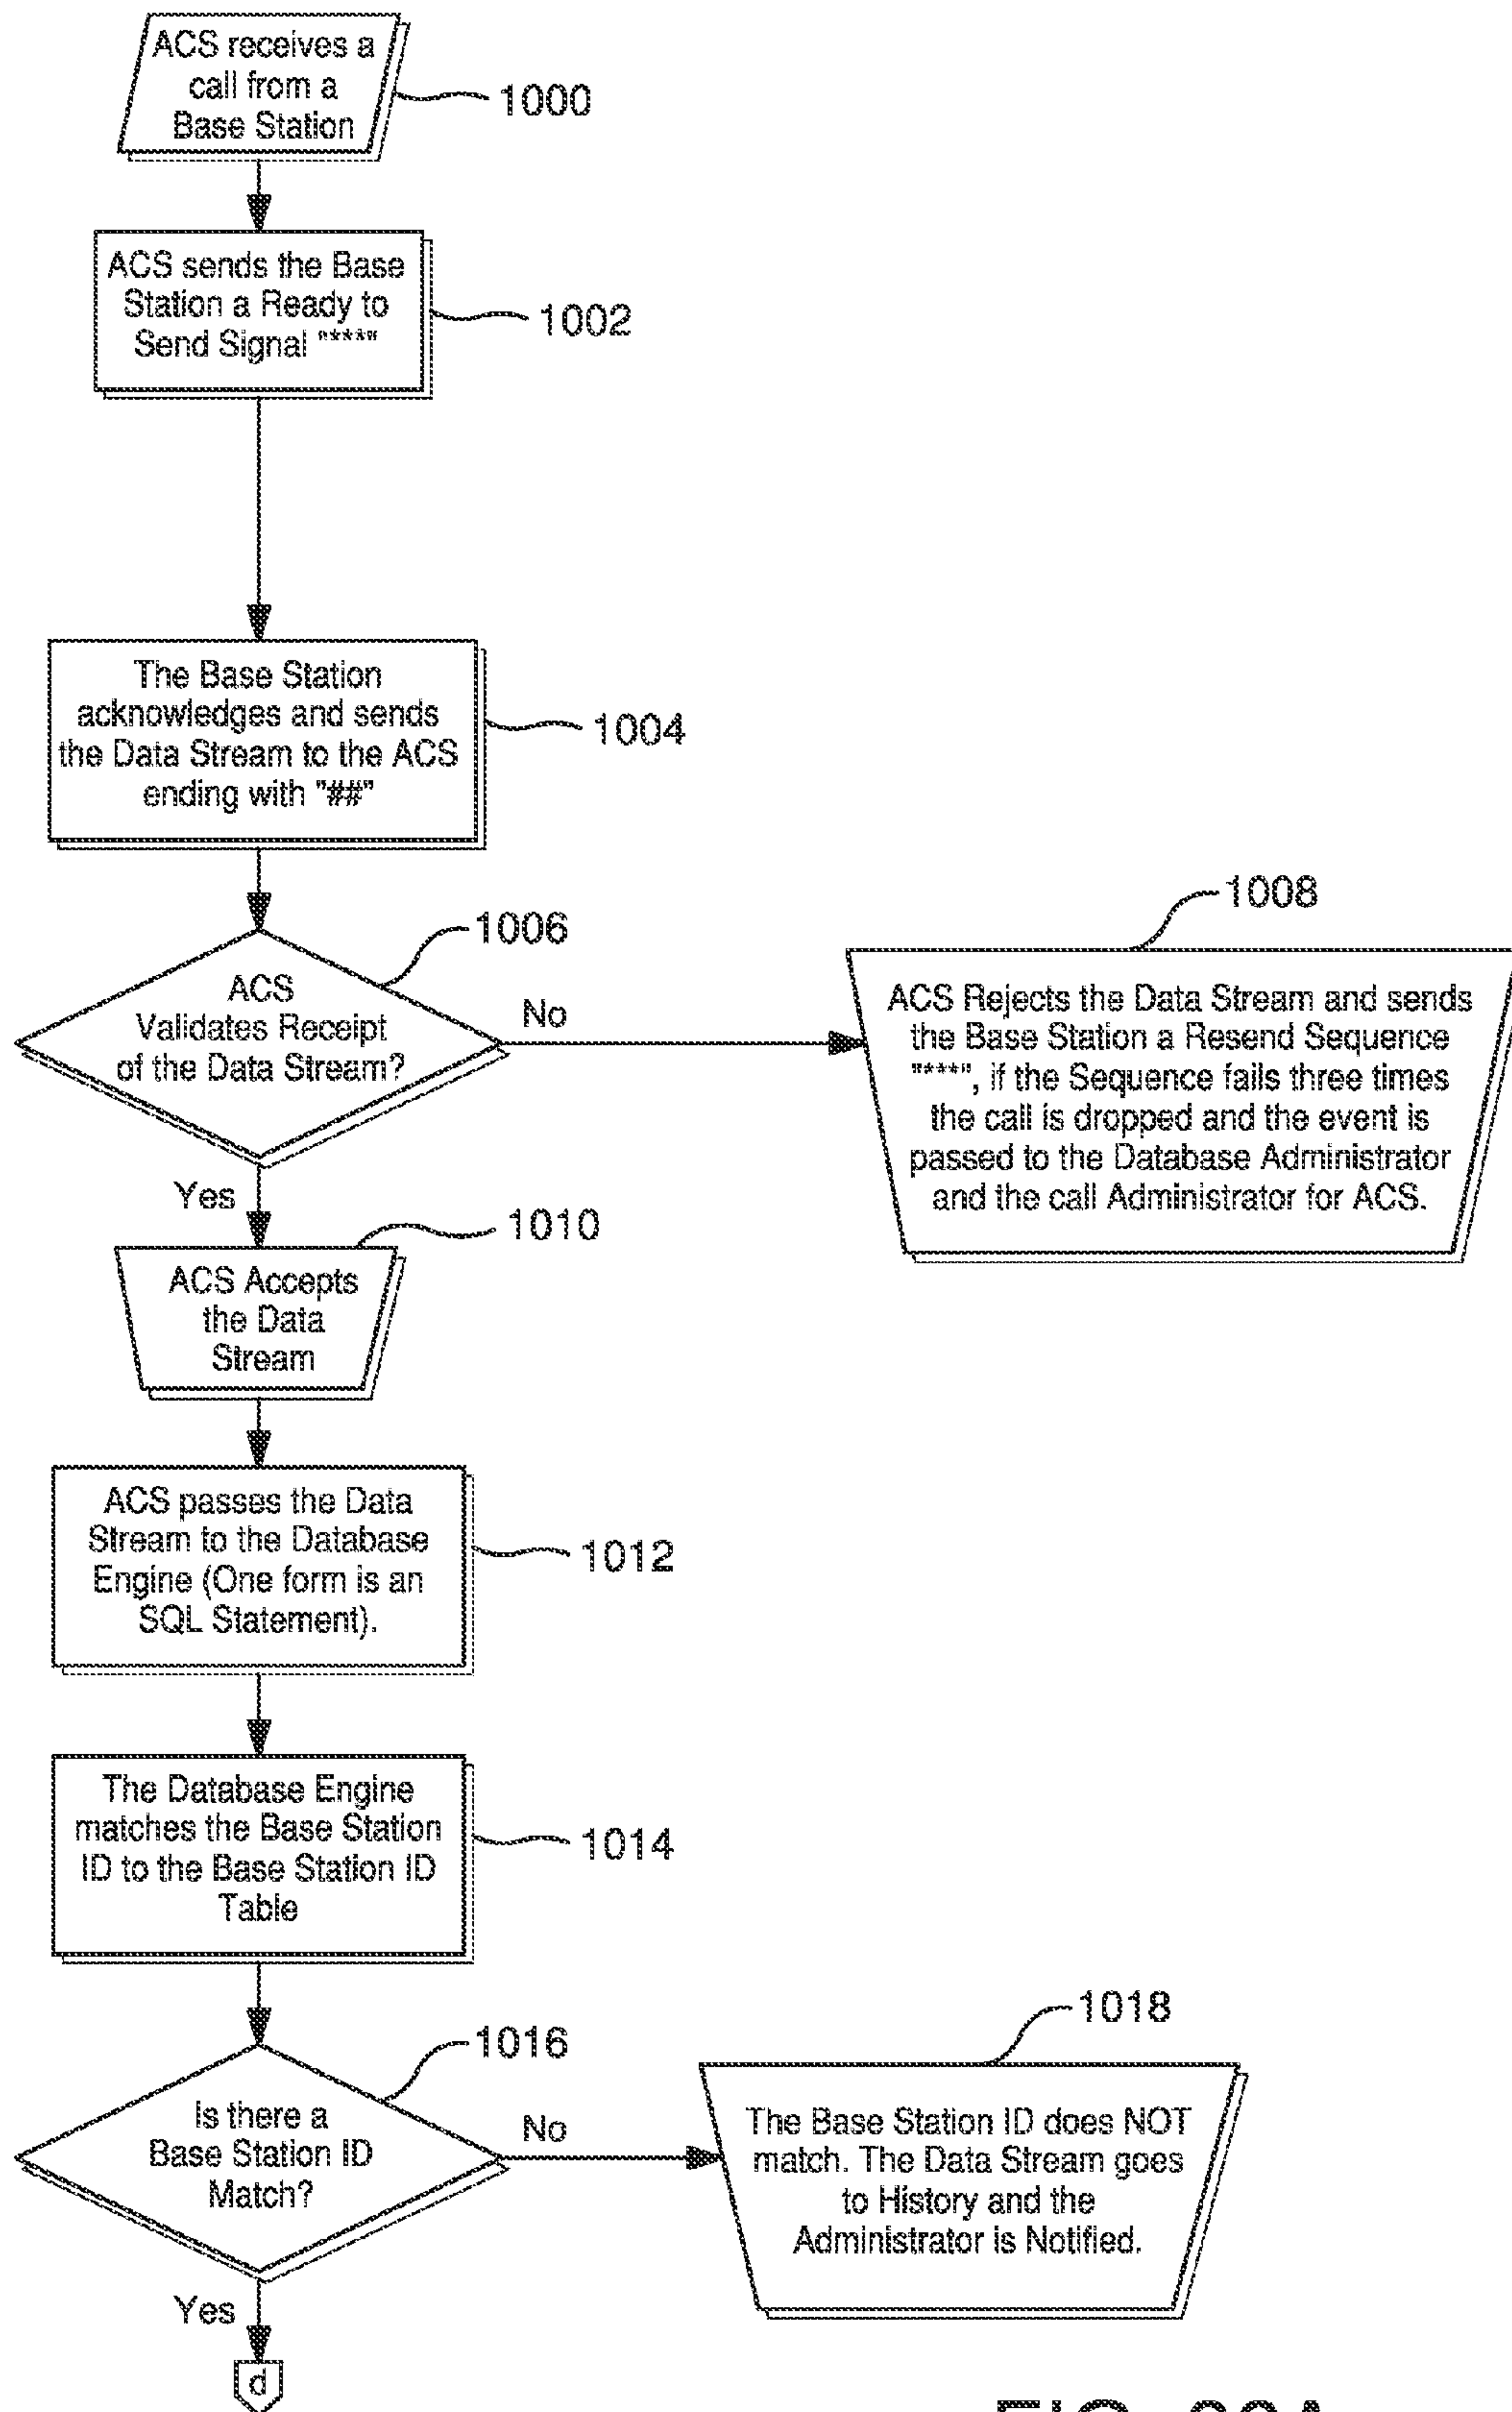 ACS receives a
call from a
Base Station
1000
ACS sends the Base
Station a Ready to
Send Signal "***"
1002
The Base Station
acknowledges and sends
the Data Stream to the ACS
ending with "##"
1004
1006
ACS
Validates Receipt
of the Data Stream?
No
1008
ACS Rejects the Data Stream and sends
the Base Station a Resend Sequence
"***", if the Sequence fails three times
the call is dropped and the event is
passed to the Database Administrator
and the call Administrator for ACS.
Yes
1010
ACS Accepts
the Data
Stream
ACS passes the Data
Stream to the Database
Engine (One form is an
SQL Statement).
1012
The Database Engine
matches the Base Station
ID to the Base Station ID
Table
1014
1016
Is there a
Base Station ID
Match?
No
1018
The Base Station ID does NOT
match. The Data Stream goes
to History and the
Administrator is Notified.
Yes
d